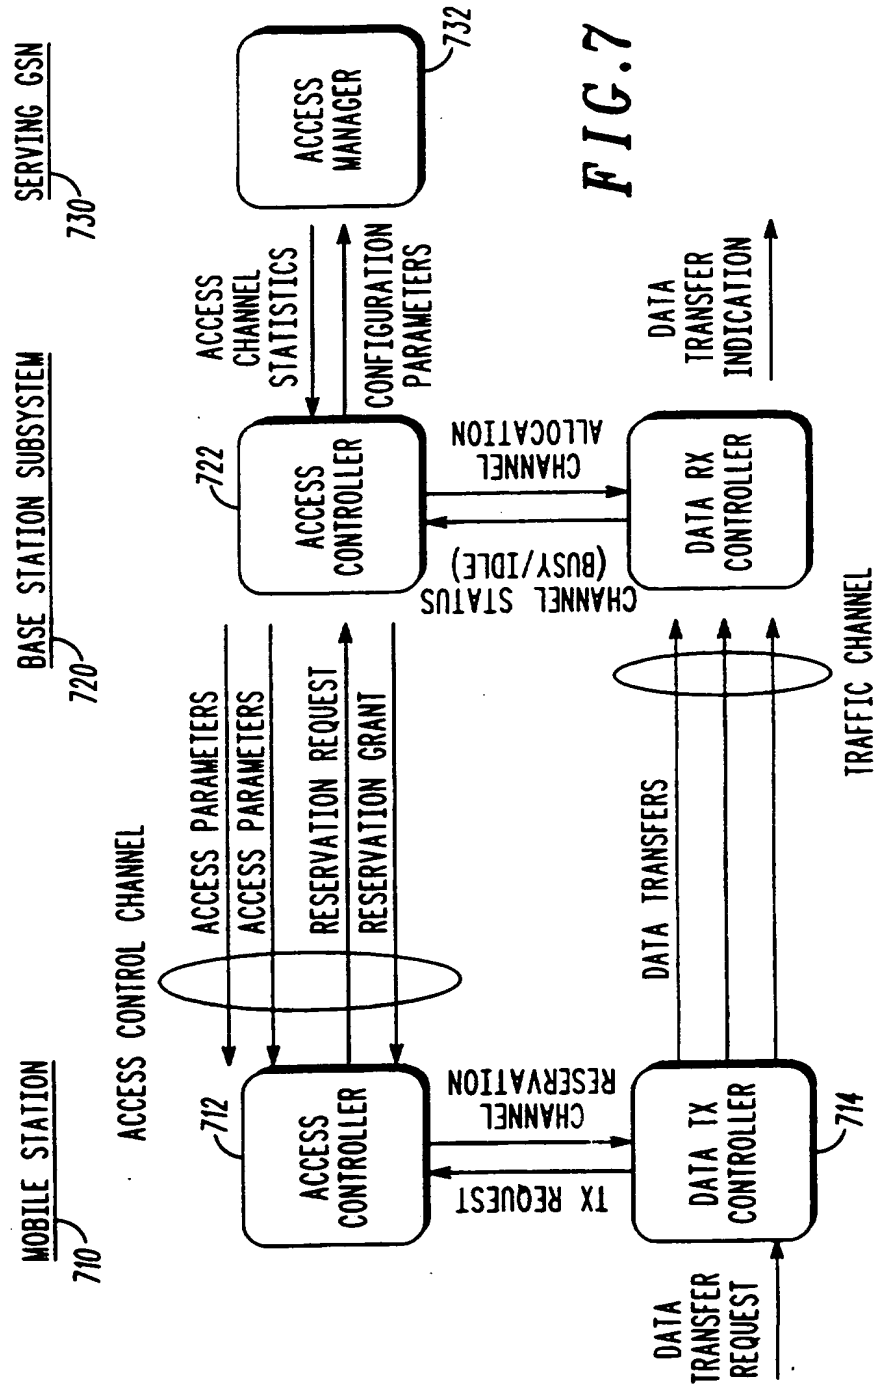 MOBILE STATION
710
BASE STATION SUBSYSTEM
720
SERVING GSN
730
ACCESS CONTROL CHANNEL
712
ACCESS
CONTROLLER
ACCESS PARAMETERS
ACCESS PARAMETERS
RESERVATION REQUEST
RESERVATION GRANT
722
ACCESS
CONTROLLER
ACCESS
CHANNEL
STATISTICS
CONFIGURATION
PARAMETERS
ACCESS
MANAGER
732
TX REQUEST
CHANNEL
RESERVATION
CHANNEL STATUS
(BUSY/IDLE)
CHANNEL
ALLOCATION
DATA
TRANSFER
REQUEST
DATA TX
CONTROLLER
714
DATA TRANSFERS
TRAFFIC CHANNEL
DATA RX
CONTROLLER
DATA
TRANSFER
INDICATION
FIG.7